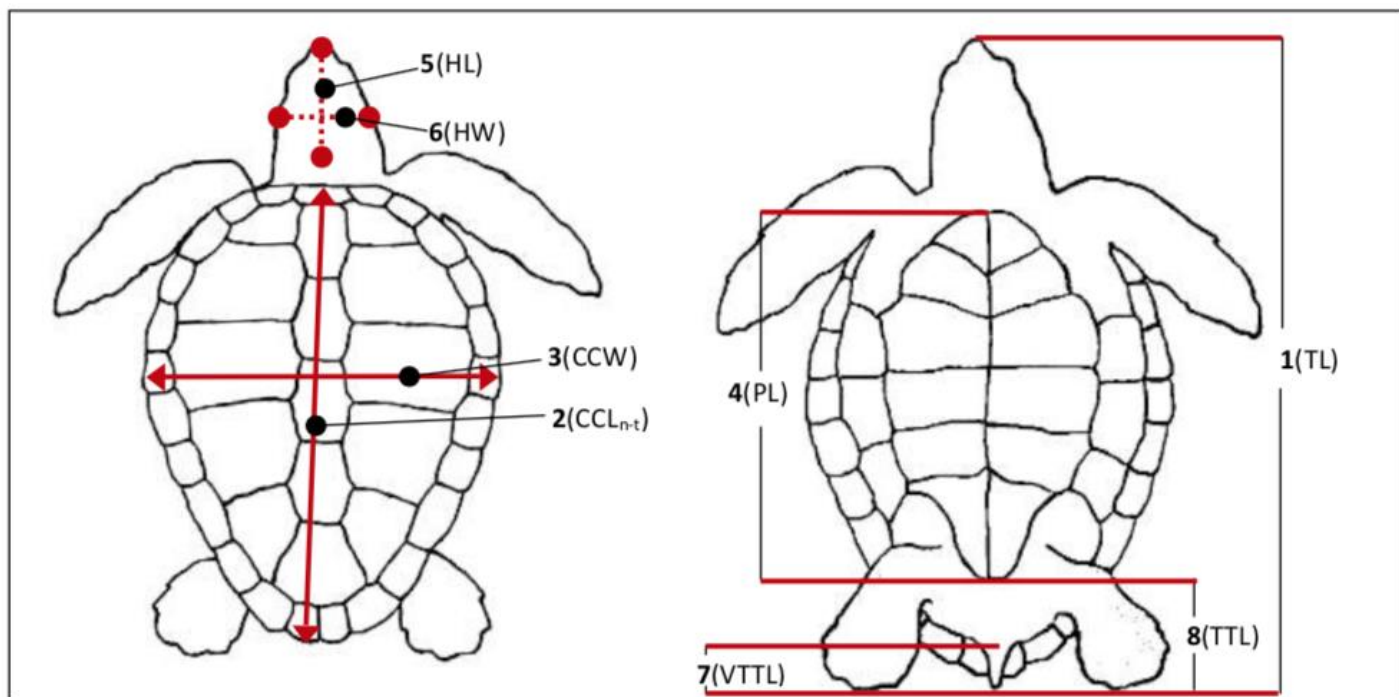 5(HL)
6(HW)
3(CCW)
2(CCLn-t)
4(PL)
1(TL)
8(TTL)
7(VTTL)